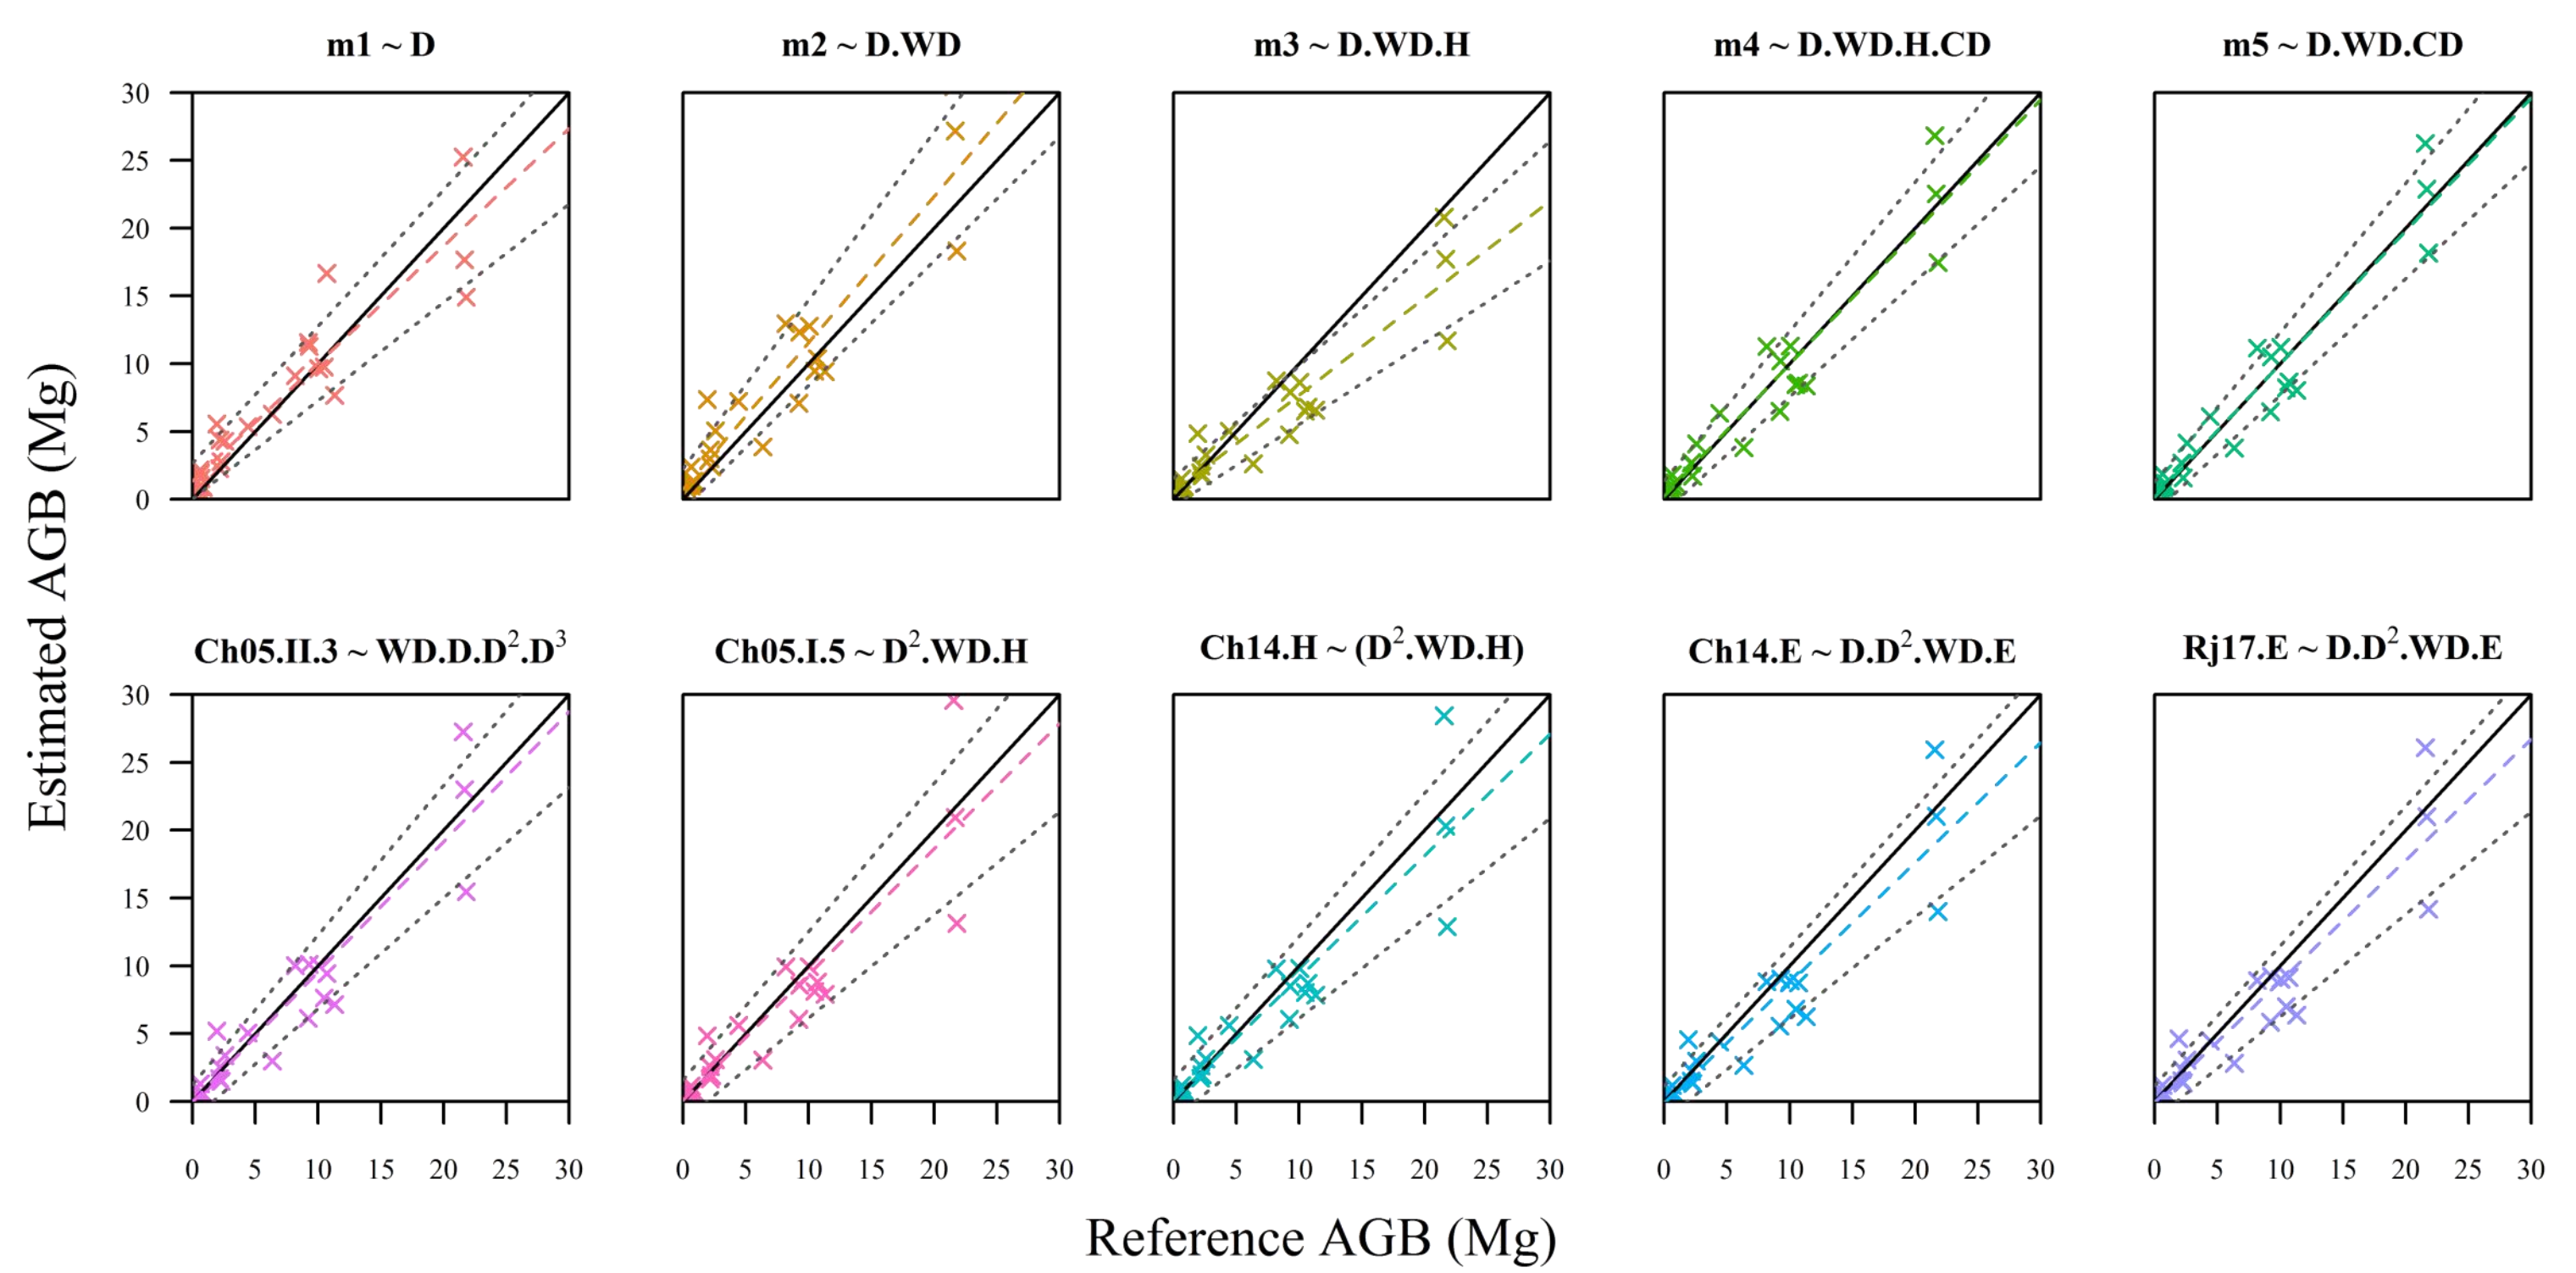 m1 ~ D
m2 ~ D.WD
m3 ~ D.WD.H
m4 ~ D.WD.H.CD
m5 ~ D.WD.CD
30
25
20
15
10
5
0
Estimated AGB (Mg)
Ch05.II.3 ~ WD.D.D².D³
Ch05.I.5 ~ D².WD.H
Ch14.H ~ (D².WD.H)
Ch14.E ~ D.D².WD.E
Rj17.E ~ D.D².WD.E
30
25
20
15
10
5
0
0 5 10 15 20 25 30
0 5 10 15 20 25 30
0 5 10 15 20 25 30
0 5 10 15 20 25 30
0 5 10 15 20 25 30
Reference AGB (Mg)